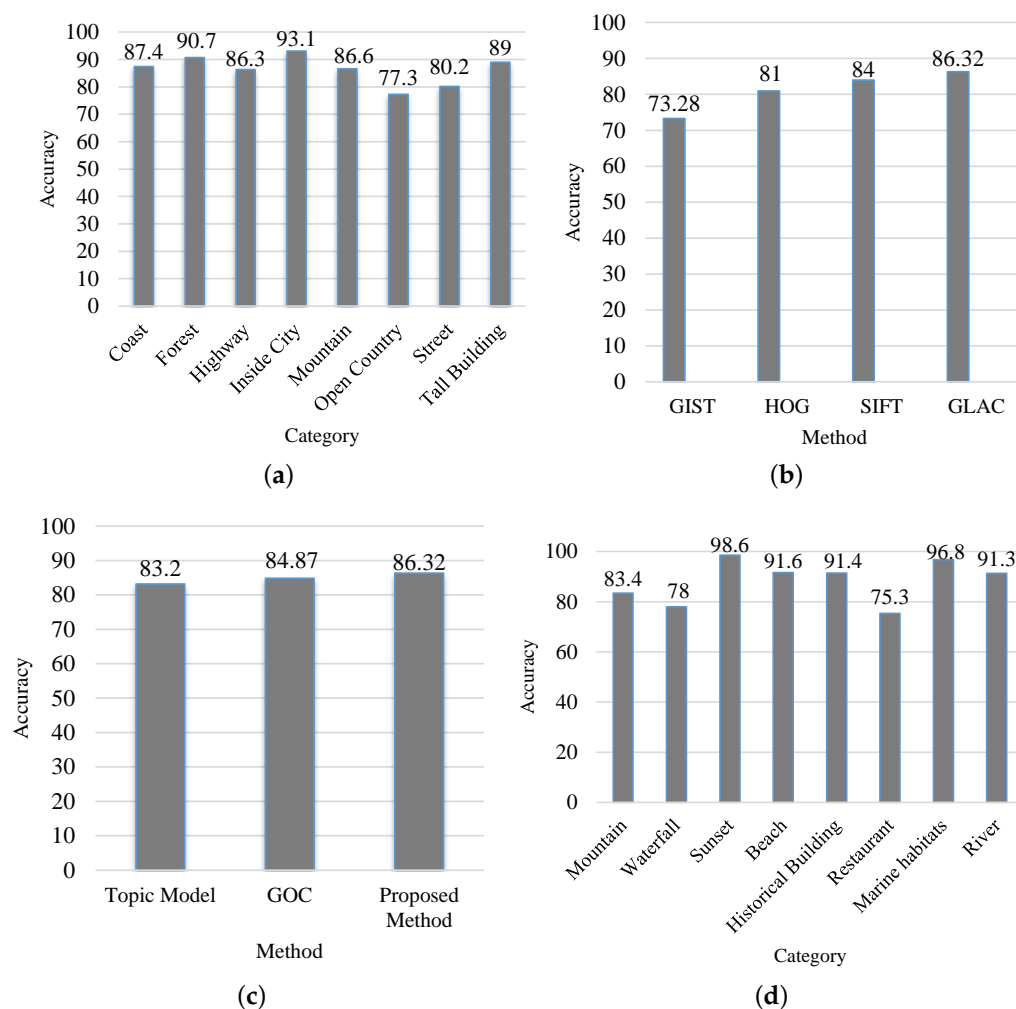 100
90
80
70
60
50
40
30
20
10
0
Accuracy
87.4
90.7
86.3
93.1
86.6
77.3
80.2
89
Coast
Forest
Highway
Inside City
Mountain
Open Country
Street
Tall Building
Category
(a)
100
90
80
70
60
50
40
30
20
10
0
Accuracy
73.28
81
84
86.32
GIST HOG SIFT GLAC
Method
(b)
100
90
80
70
60
50
40
30
20
10
0
Accuracy
83.2
84.87
86.32
Topic Model GOC Proposed
Method
Method
(c)
100
80
60
40
20
0
Accuracy
83.4
78
98.6
91.6
91.4
75.3
96.8
91.3
Mountain
Waterfall
Sunset
Beach
Historical Building
Restaurant
Marine habitats
River
Category
(d)